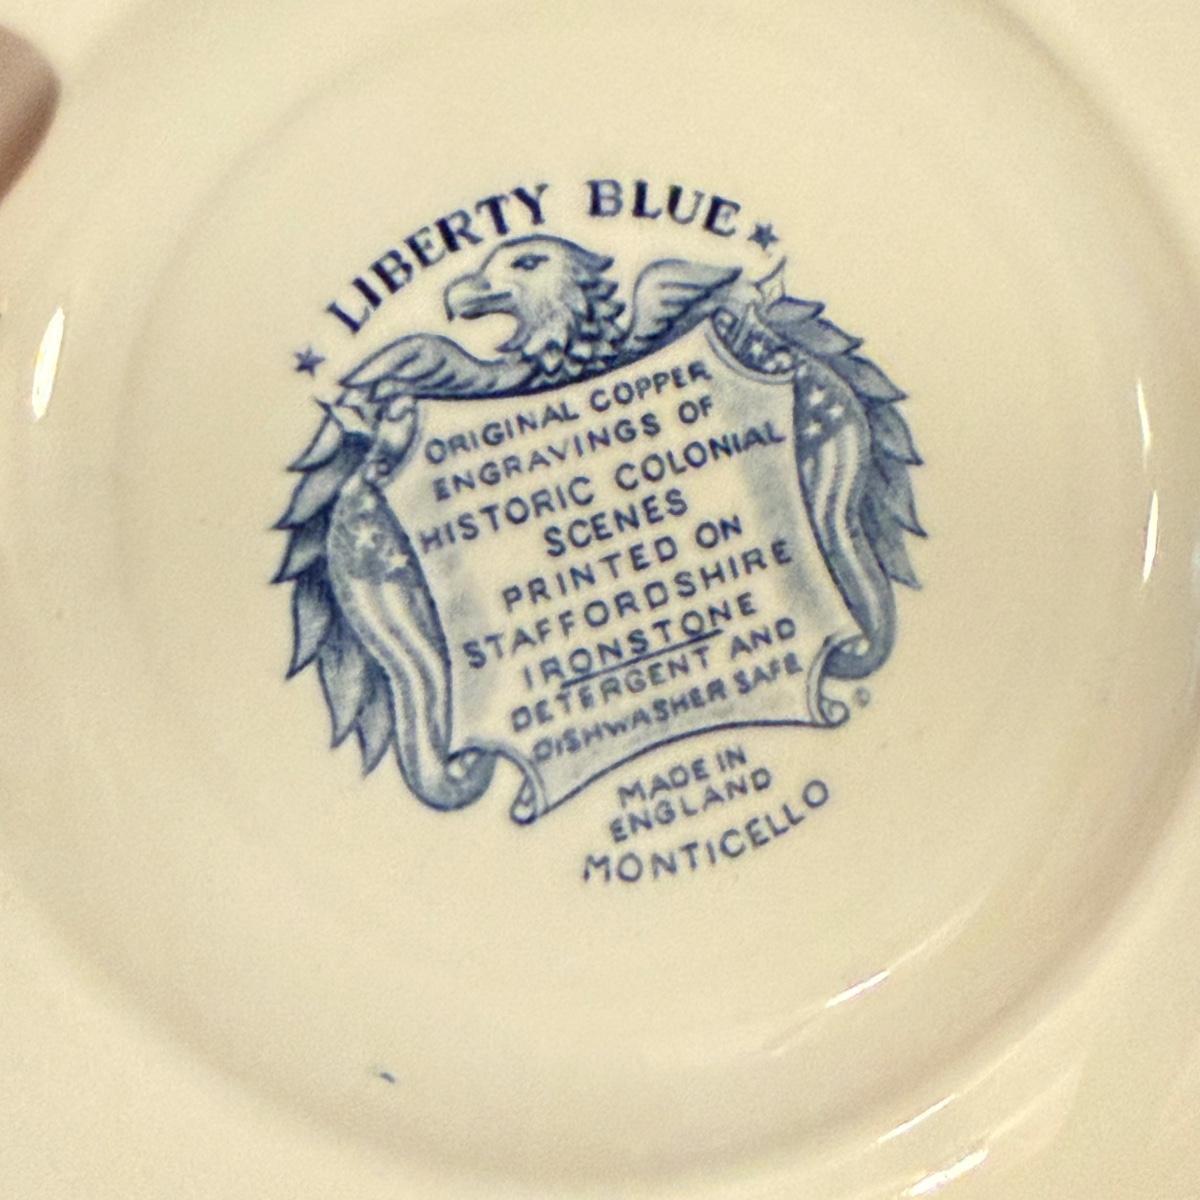 ★ LIBERTY BLUE ★
ORIGINAL COPPER
ENGRAVINGS OF
HISTORIC COLONIAL
SCENES
PRINTED ON
STAFFORDSHIRE
IRONSTONE
DETERGENT AND
DISHWASHER SAFE
©
MADE IN
ENGLAND
MONTICELLO